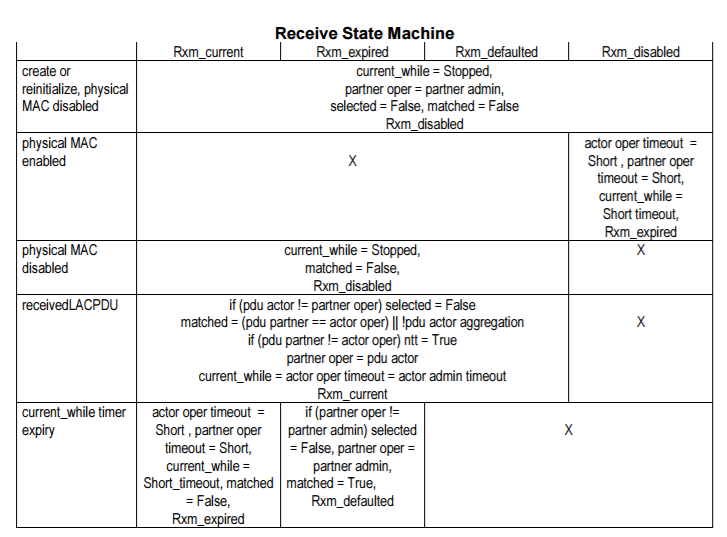 Receive State Machine
Rxm_current Rxm_expired Rxm_defaulted Rxm_disabled
create or
reinitialize, physical
MAC disabled
current_while = Stopped,
partner oper = partner admin,
selected = False, matched = False
Rxm_disabled
physical MAC
enabled
X
actor oper timeout =
Short , partner oper
timeout = Short,
current_while =
Short timeout,
Rxm_expired
physical MAC
disabled
current_while = Stopped,
matched = False,
Rxm_disabled
X
receivedLACPDU
if (pdu actor != partner oper) selected = False
matched = (pdu partner == actor oper) || !pdu actor aggregation
if (pdu partner != actor oper) ntt = True
partner oper = pdu actor
current_while = actor oper timeout = actor admin timeout
Rxm_current
X
current_while timer
expiry
actor oper timeout =
Short , partner oper
timeout = Short,
current_while =
Short_timeout, matched
= False,
Rxm_expired
if (partner oper !=
partner admin) selected
= False, partner oper =
partner admin,
matched = True,
Rxm_defaulted
X